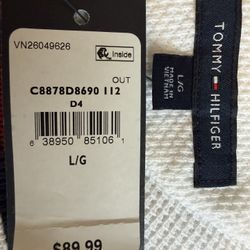 VN26049626
Inside
OUT
C8878D8690 112
D4
6 38950 85106 1
L/G
$89.99
L/G
MADE IN
VIETNAM
TOMMY HILFIGER